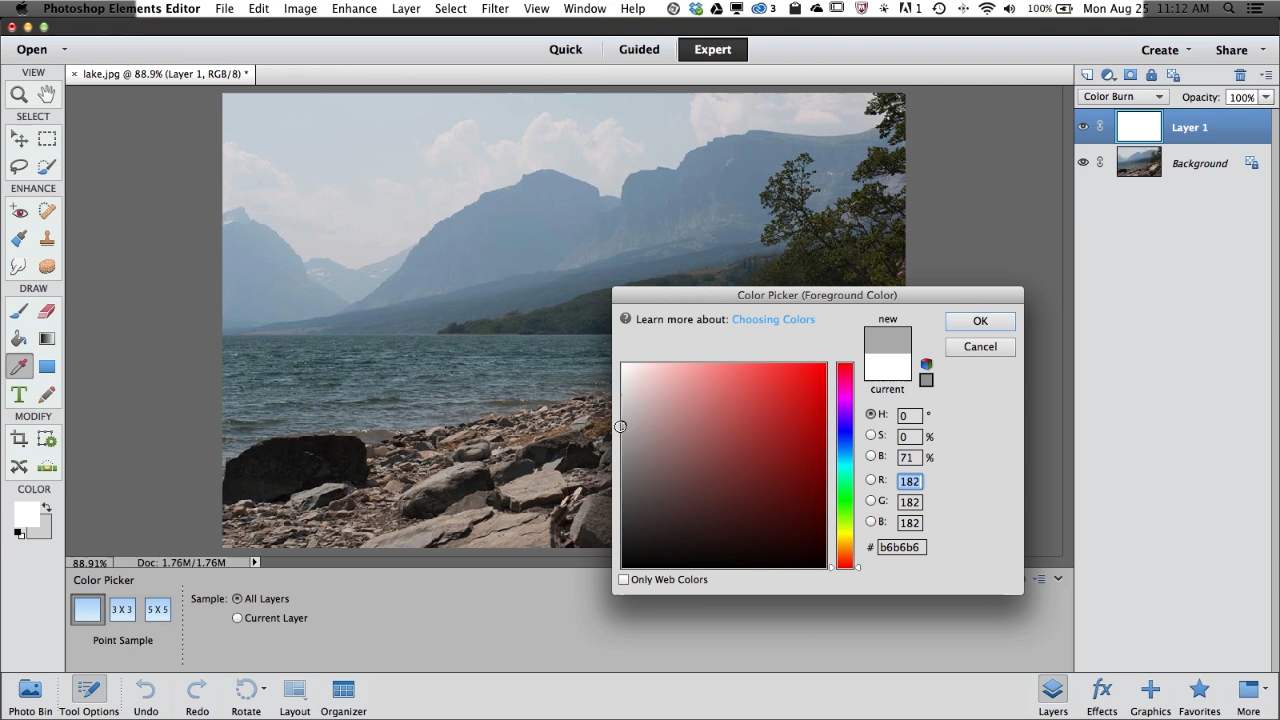 Photoshop Elements Editor File Edit Image Enhance Layer Select Filter View Window Help 3 1 100% Mon Aug 25 11:12 AM
Open Quick Guided Expert Create Share
VIEW
× lake.jpg @ 88.9% (Layer 1, RGB/8) *
Color Burn Opacity: 100%
SELECT
Layer 1
Background
ENHANCE
DRAW
T
MODIFY
COLOR
Color Picker (Foreground Color)
? Learn more about: Choosing Colors
new
OK
Cancel
current
H: 0 °
S: 0 %
B: 71 %
R: 182
G: 182
B: 182
# b6b6b6
Only Web Colors
88.91% Doc: 1.76M/1.76M
Color Picker
3 X 3 5 X 5
Point Sample
Sample: All Layers
Current Layer
fx
Photo Bin Tool Options Undo Redo Rotate Layout Organizer Layers Effects Graphics Favorites More